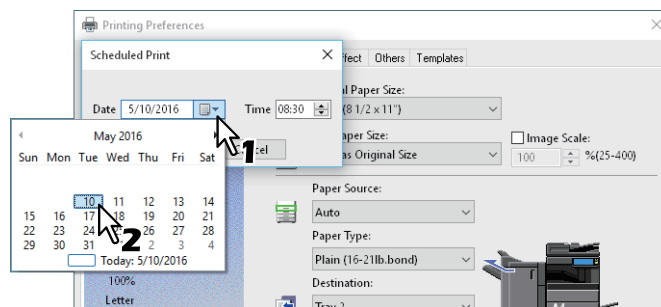 Printing Preferences
Scheduled Print
Effect Others Templates
Date 5/10/2016 Time 08:30
Paper Size:
(8 1/2 x 11")
1
Paper Size:
as Original Size
Image Scale:
100 %(25-400)
May 2016
Sun Mon Tue Wed Thu Fri Sat
10 11 12 13 14
15 16 17 18 19 20 21
22 23 24 25 26 27 28
29 30 31 2 3 4
2
Today: 5/10/2016
Paper Source:
Auto
Paper Type:
Plain (16-21lb.bond)
Destination:
Tray 2
100%
Letter